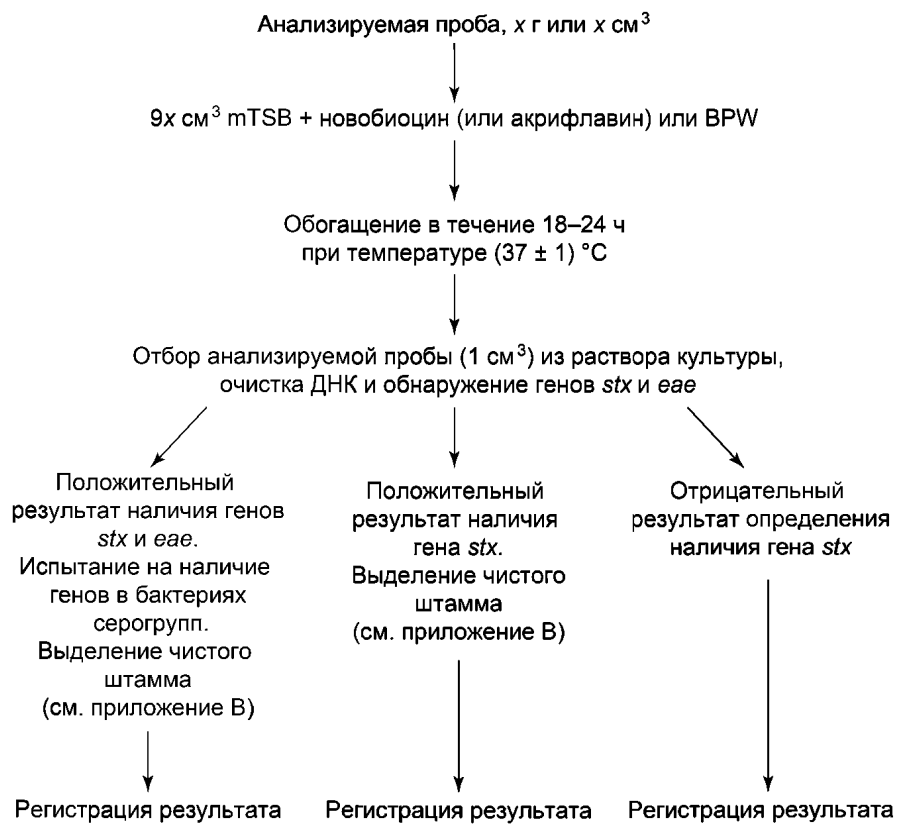 Анализируемая проба, x г или x см³
9x см³ mTSB + новобиоцин (или акрифлавин) или BPW
Обогащение в течение 18–24 ч
при температуре (37 ± 1) °С
Отбор анализируемой пробы (1 см³) из раствора культуры,
очистка ДНК и обнаружение генов stx и eae
Положительный
результат наличия генов
stx и eae.
Испытание на наличие
генов в бактериях
серогрупп.
Выделение чистого
штамма
(см. приложение В)
Положительный
результат наличия
гена stx.
Выделение чистого
штамма
(см. приложение В)
Отрицательный
результат определения
наличия гена stx
Регистрация результата
Регистрация результата
Регистрация результата